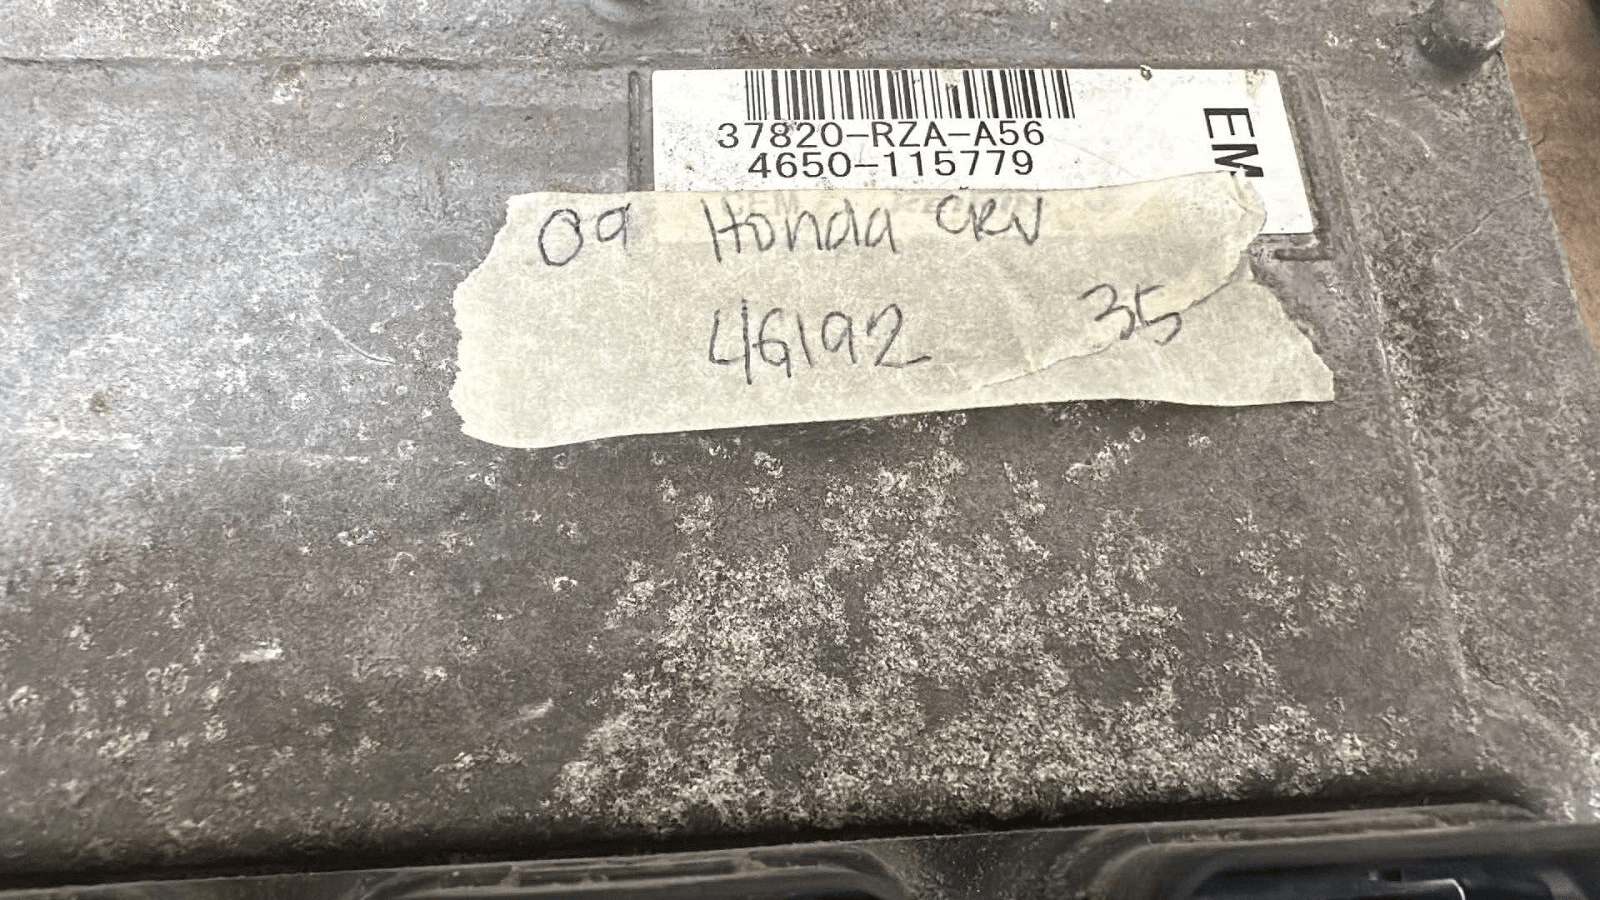 37820-RZA-A56
4650-115779
EM
09 Honda CRV
46192 35